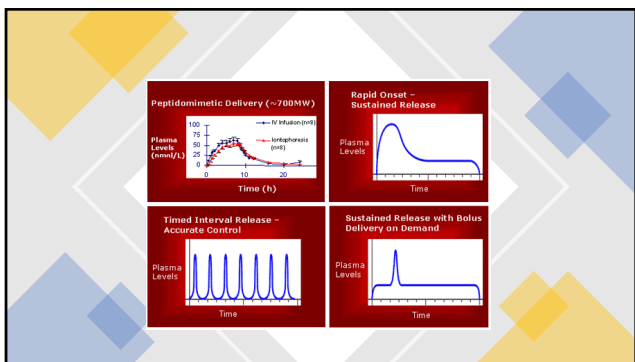 Peptidomimetic Delivery (~700MW)
Plasma
Levels
(nmol/L)
100
75
50
25
0
IV Infusion (n=8)
Iontophoresis
(n=8)
0 10 20
Time (h)
Rapid Onset –
Sustained Release
Plasma
Levels
Time
Timed Interval Release –
Accurate Control
Plasma
Levels
Time
Sustained Release with Bolus
Delivery on Demand
Plasma
Levels
Time